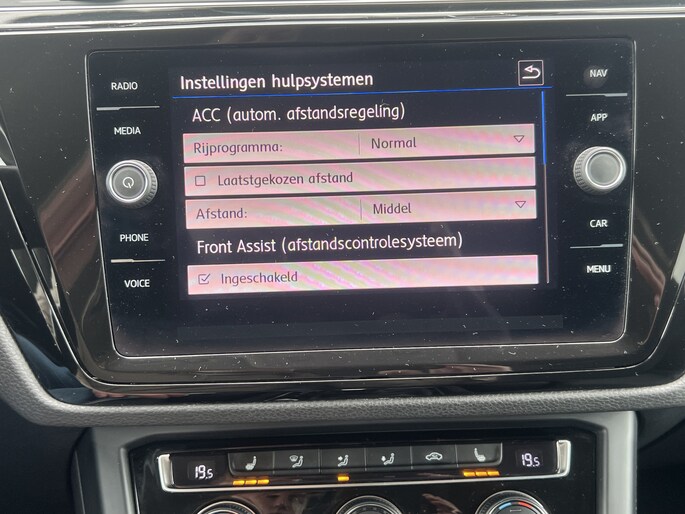 Instellingen hulpsystemen
ACC (autom. afstandsregeling)
Rijprogramma: Normal
Laatstgekozen afstand
Afstand: Middel
Front Assist (afstandscontrolesysteem)
Ingeschakeld
RADIO
MEDIA
PHONE
VOICE
NAV
APP
CAR
MENU
19.5
19.5